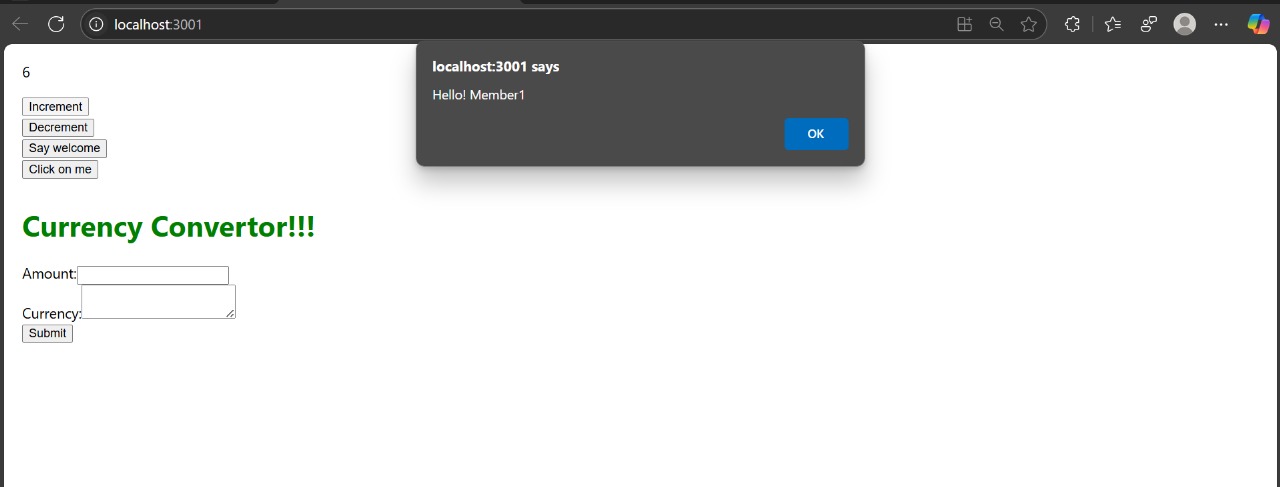 localhost:3001
localhost:3001 says
Hello! Member1
OK
6
Increment
Decrement
Say welcome
Click on me
Currency Convertor!!!
Amount:
Currency:
Submit